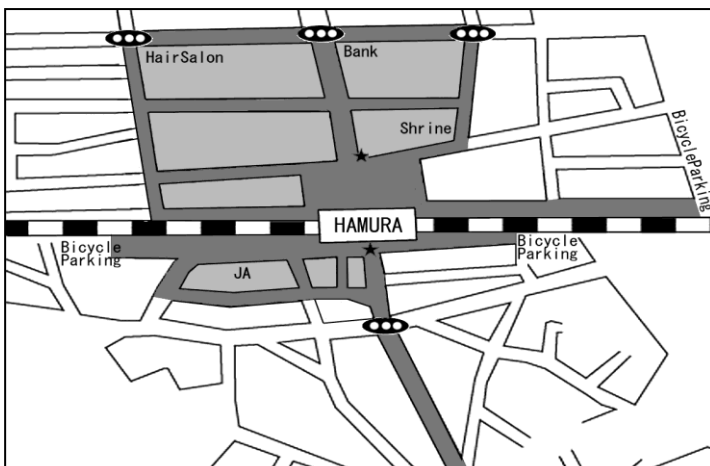 HairSalon
Bank
Shrine
BicycleParking
HAMURA
Bicycle
Parking
Bicycle
Parking
JA